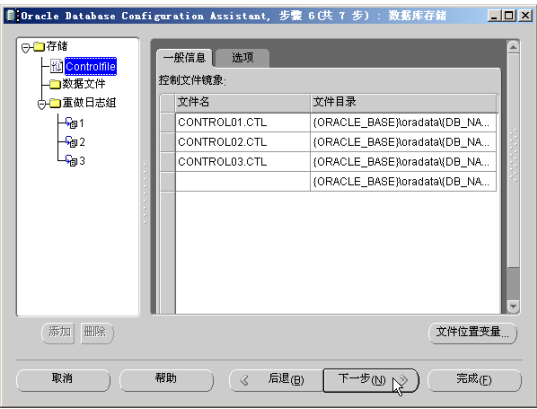 Oracle Database Configuration Assistant, 步骤 6(共 7 步) : 数据库存储
存储
Controlfile
数据文件
重做日志组
1
2
3
一般信息 选项
控制文件镜象:
文件名 文件目录
CONTROL01.CTL {ORACLE_BASE}\oradata\{DB_NA...
CONTROL02.CTL {ORACLE_BASE}\oradata\{DB_NA...
CONTROL03.CTL {ORACLE_BASE}\oradata\{DB_NA...
{ORACLE_BASE}\oradata\{DB_NA...
添加 删除 文件位置变量...
取消 帮助 后退(B) 下一步(N) 完成(F)